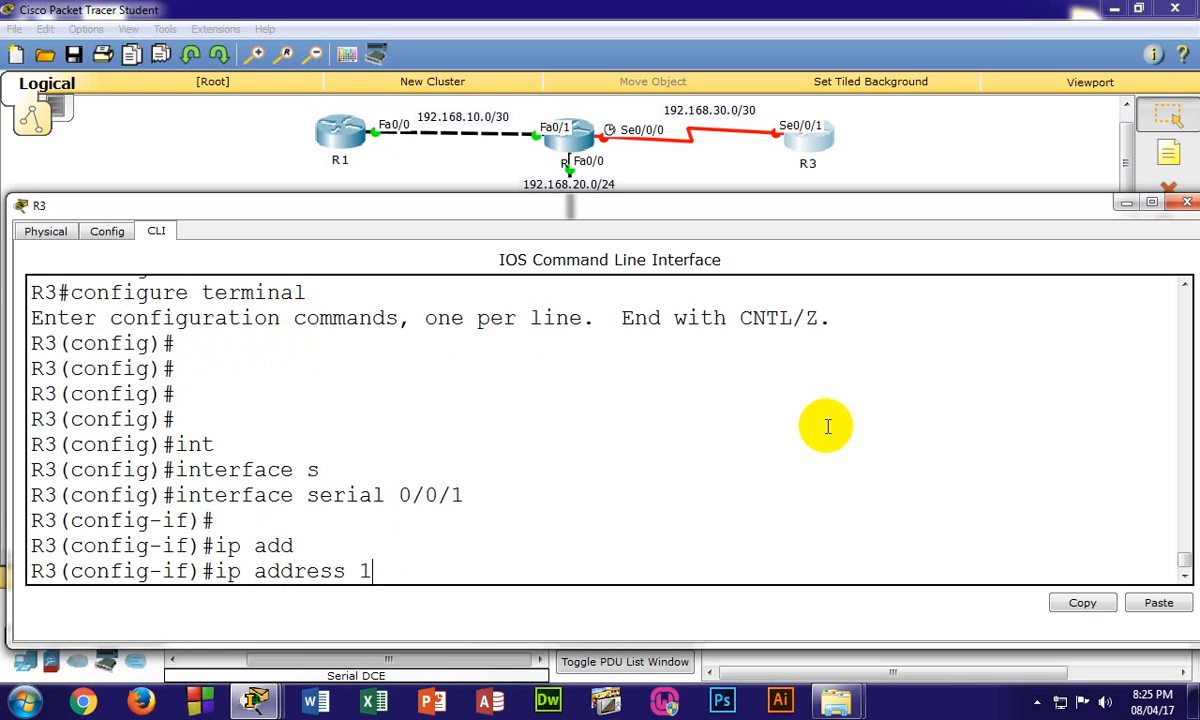 Cisco Packet Tracer Student
File Edit Options View Tools Extensions Help
Logical [Root] New Cluster Move Object Set Tiled Background Viewport
192.168.10.0/30
192.168.30.0/30
Fa0/0
Fa0/1
Se0/0/0
Se0/0/1
R1
R
Fa0/0
R3
192.168.20.0/24
R3
Physical Config CLI
IOS Command Line Interface
R3#configure terminal
Enter configuration commands, one per line. End with CNTL/Z.
R3(config)#
R3(config)#
R3(config)#
R3(config)#
R3(config)#int
R3(config)#interface s
R3(config)#interface serial 0/0/1
R3(config-if)#
R3(config-if)#ip add
R3(config-if)#ip address 1
Copy Paste
Toggle PDU List Window
Serial DCE
Dw
Ps
Ai
8:25 PM
08/04/17